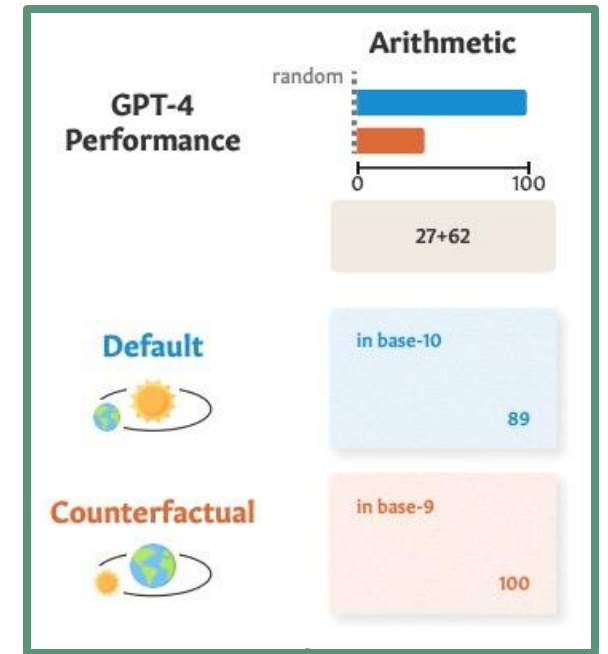 Arithmetic
random
GPT-4
Performance
0 100
27+62
Default
in base-10
89
Counterfactual
in base-9
100